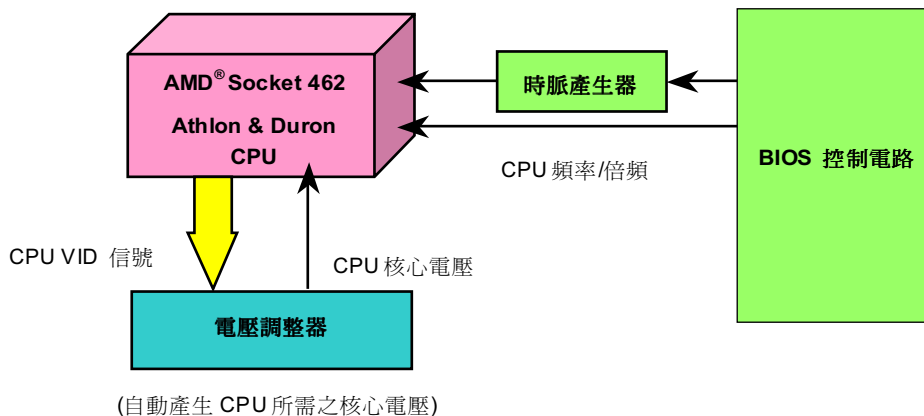 AMD® Socket 462
Athlon & Duron
CPU
時脈產生器
BIOS 控制電路
CPU 頻率/倍頻
CPU VID 信號
CPU 核心電壓
電壓調整器
(自動產生 CPU 所需之核心電壓)